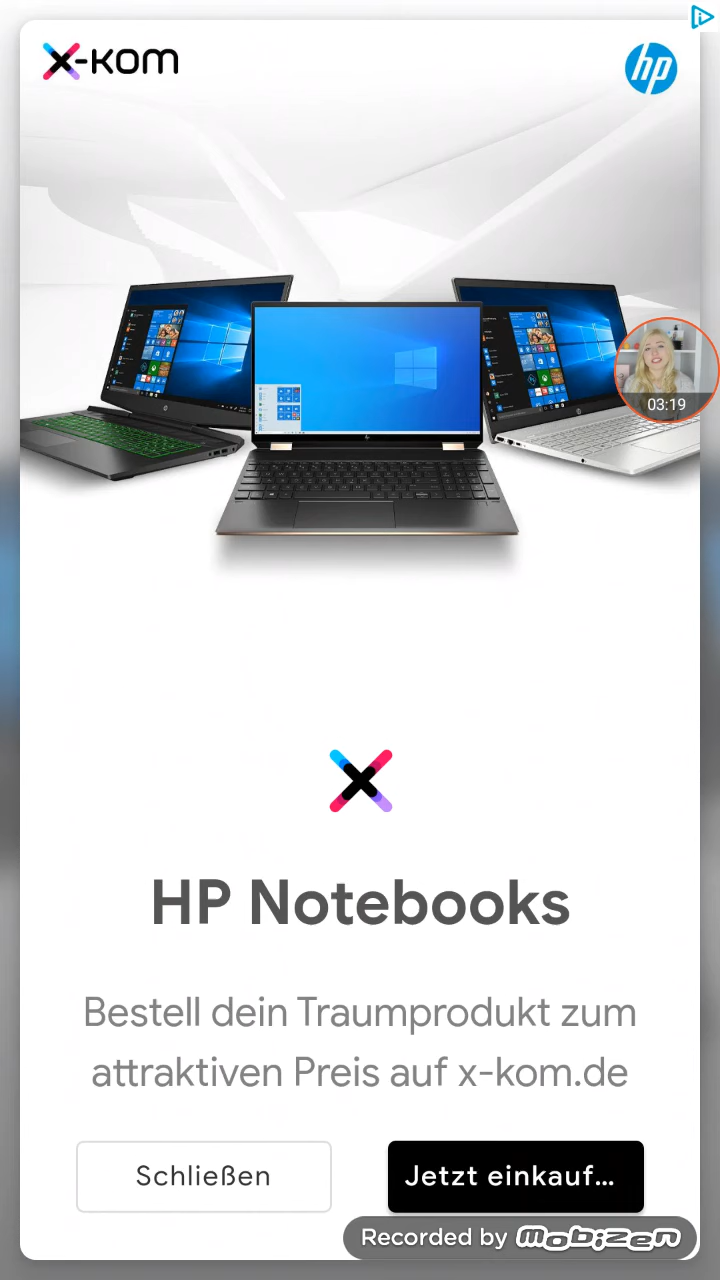 x-kom
hp
03:19
HP Notebooks
Bestell dein Traumprodukt zum
attraktiven Preis auf x-kom.de
Schließen
Jetzt einkauf...
Recorded by mobizen